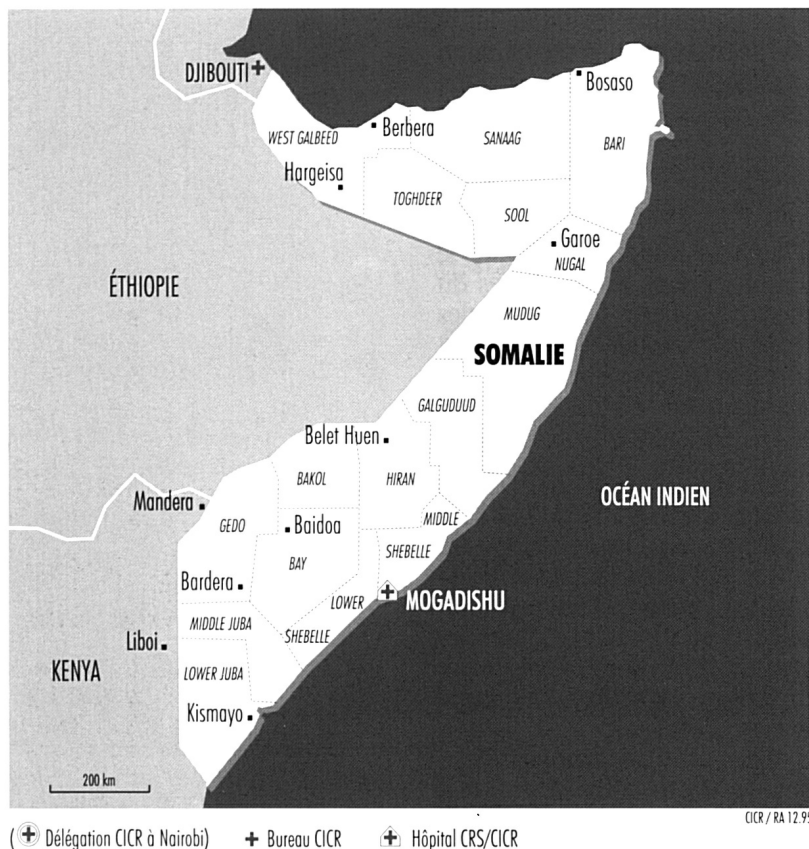 DJIBOUTI
Bosaso
Berbera
WEST GALBEED
SANAAG
BARI
Hargeisa
TOGHDEER
SOOL
Garoe
NUGAL
ÉTHIOPIE
MUDUG
SOMALIE
GALGUDUUD
Belet Huen
BAKOL
HIRAN
OCÉAN INDIEN
Mandera
GEDO
Baidoa
MIDDLE
SHEBELLE
BAY
Bardera
LOWER
MOGADISHU
MIDDLE JUBA
SHEBELLE
Liboi
KENYA
LOWER JUBA
Kismayo
200 km
CICR / RA 12.95
( Délégation CICR à Nairobi) Bureau CICR Hôpital CRS/CICR